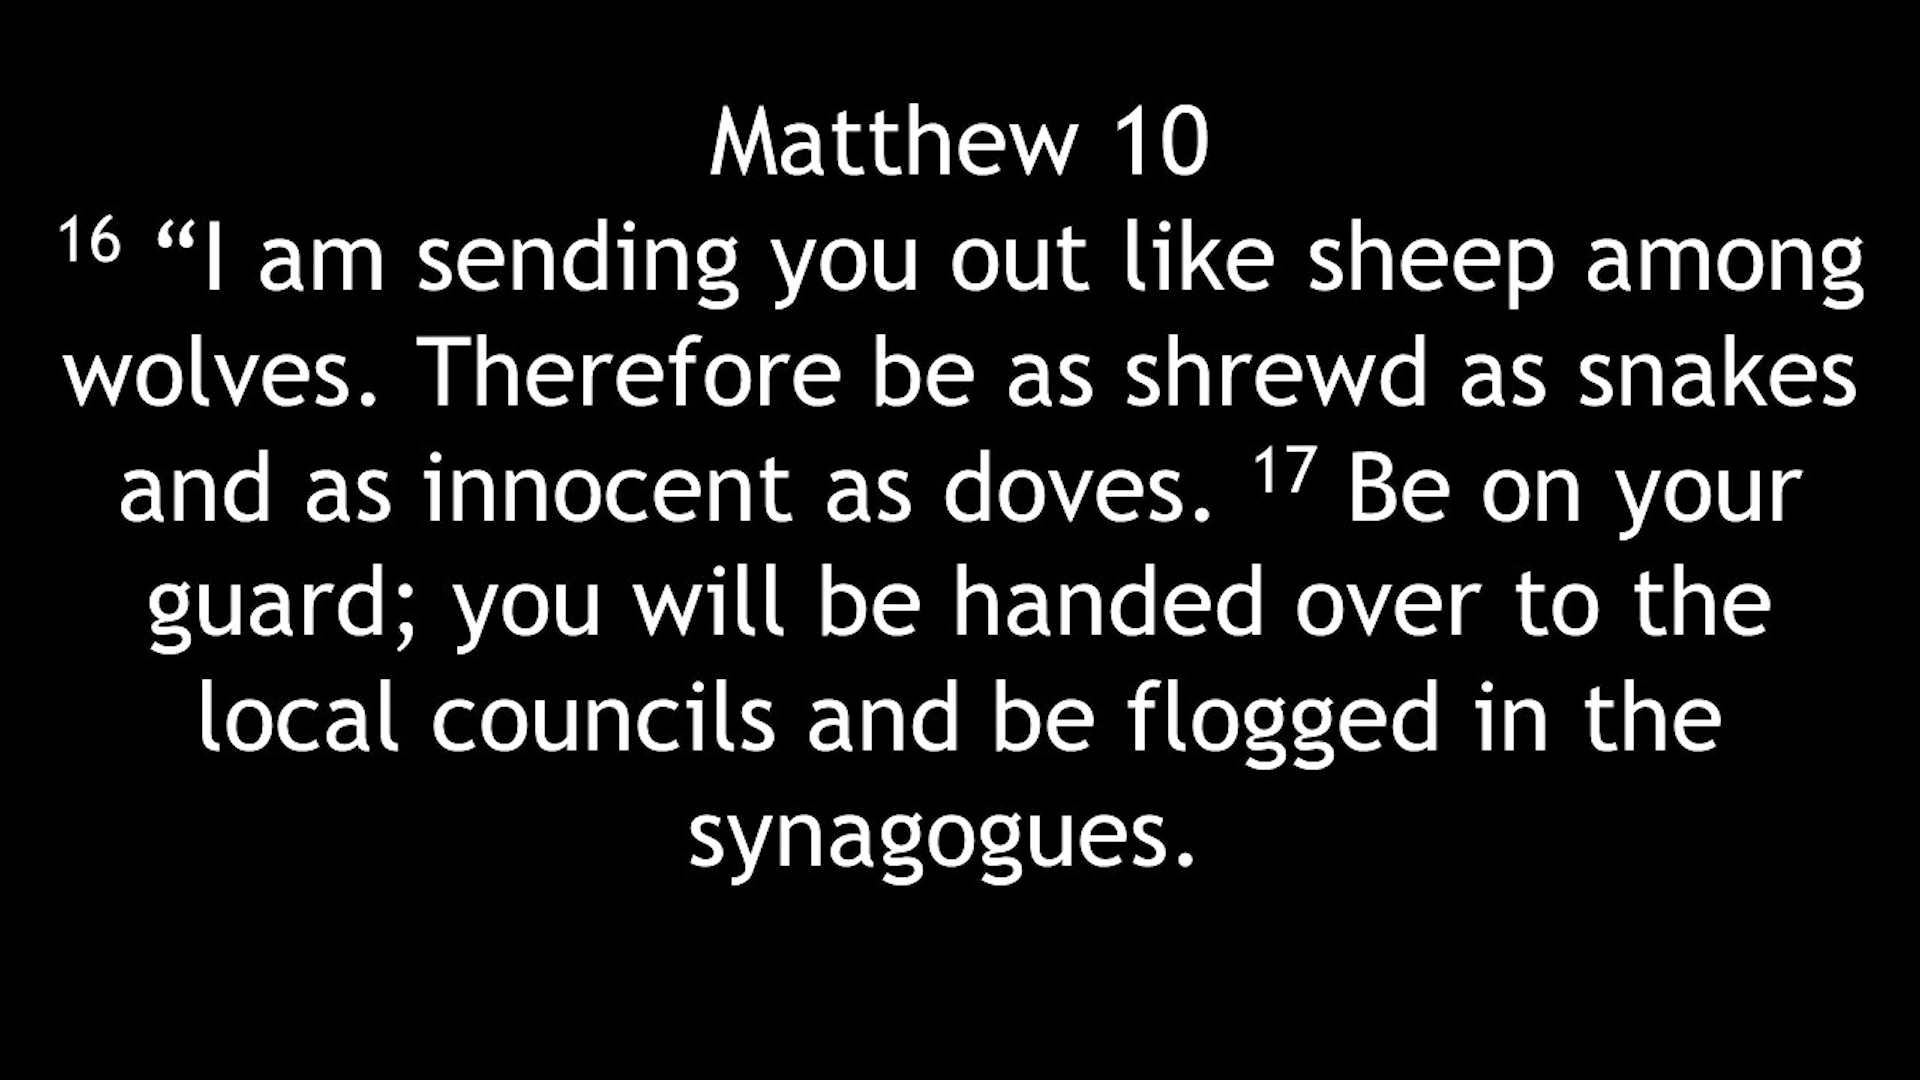 Matthew 10
16 “I am sending you out like sheep among
wolves. Therefore be as shrewd as snakes
and as innocent as doves. 17 Be on your
guard; you will be handed over to the
local councils and be flogged in the
synagogues.